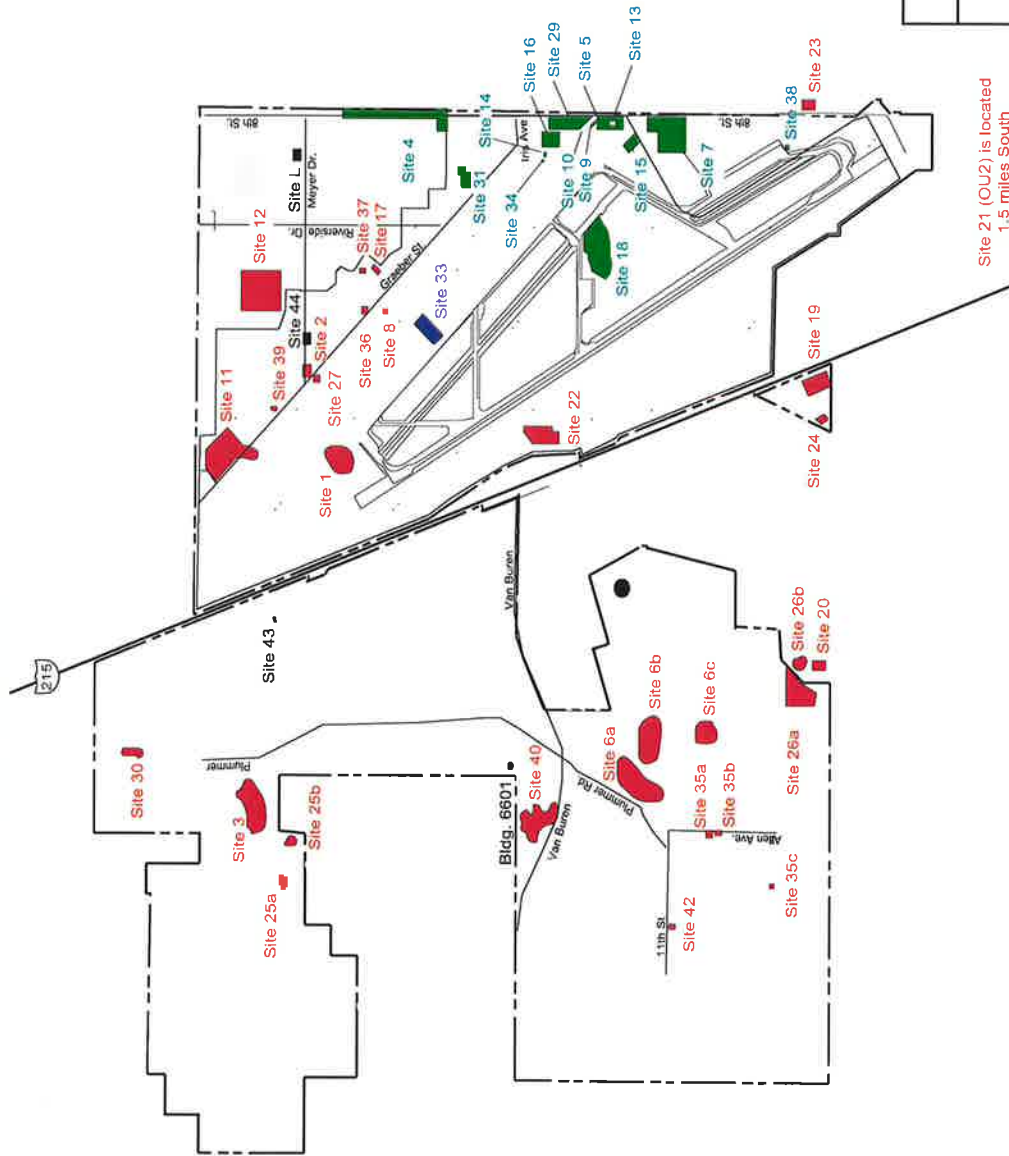 215
8th St.
Site 16
Site 29
Site 5
Site 13
Site 14
Iris Ave
Site L
Meyer Dr.
Site 4
Site 12
Riverside Dr.
Site 37
Site 17
Site 31
Site 34
Site 10
Site 9
Site 15
Site 7
8th St.
Site 38
Site 23
Site 44
Graeber St.
Site 18
Site 39
Site 2
Site 11
Site 27
Site 36
Site 8
Site 33
Site 1
Site 22
Site 19
Site 24
Site 21 (OU2) is located
1.5 miles South
Site 43
Van Buren
Site 30
Plummer
Site 3
Site 25b
Site 25a
Bldg. 6601
Site 40
Van Buren
Site 6a
Site 6b
Site 6c
Plummer Rd
Site 26b
Site 20
Site 26a
Site 35a
Site 35b
Allen Ave.
Site 35c
11th St.
Site 42